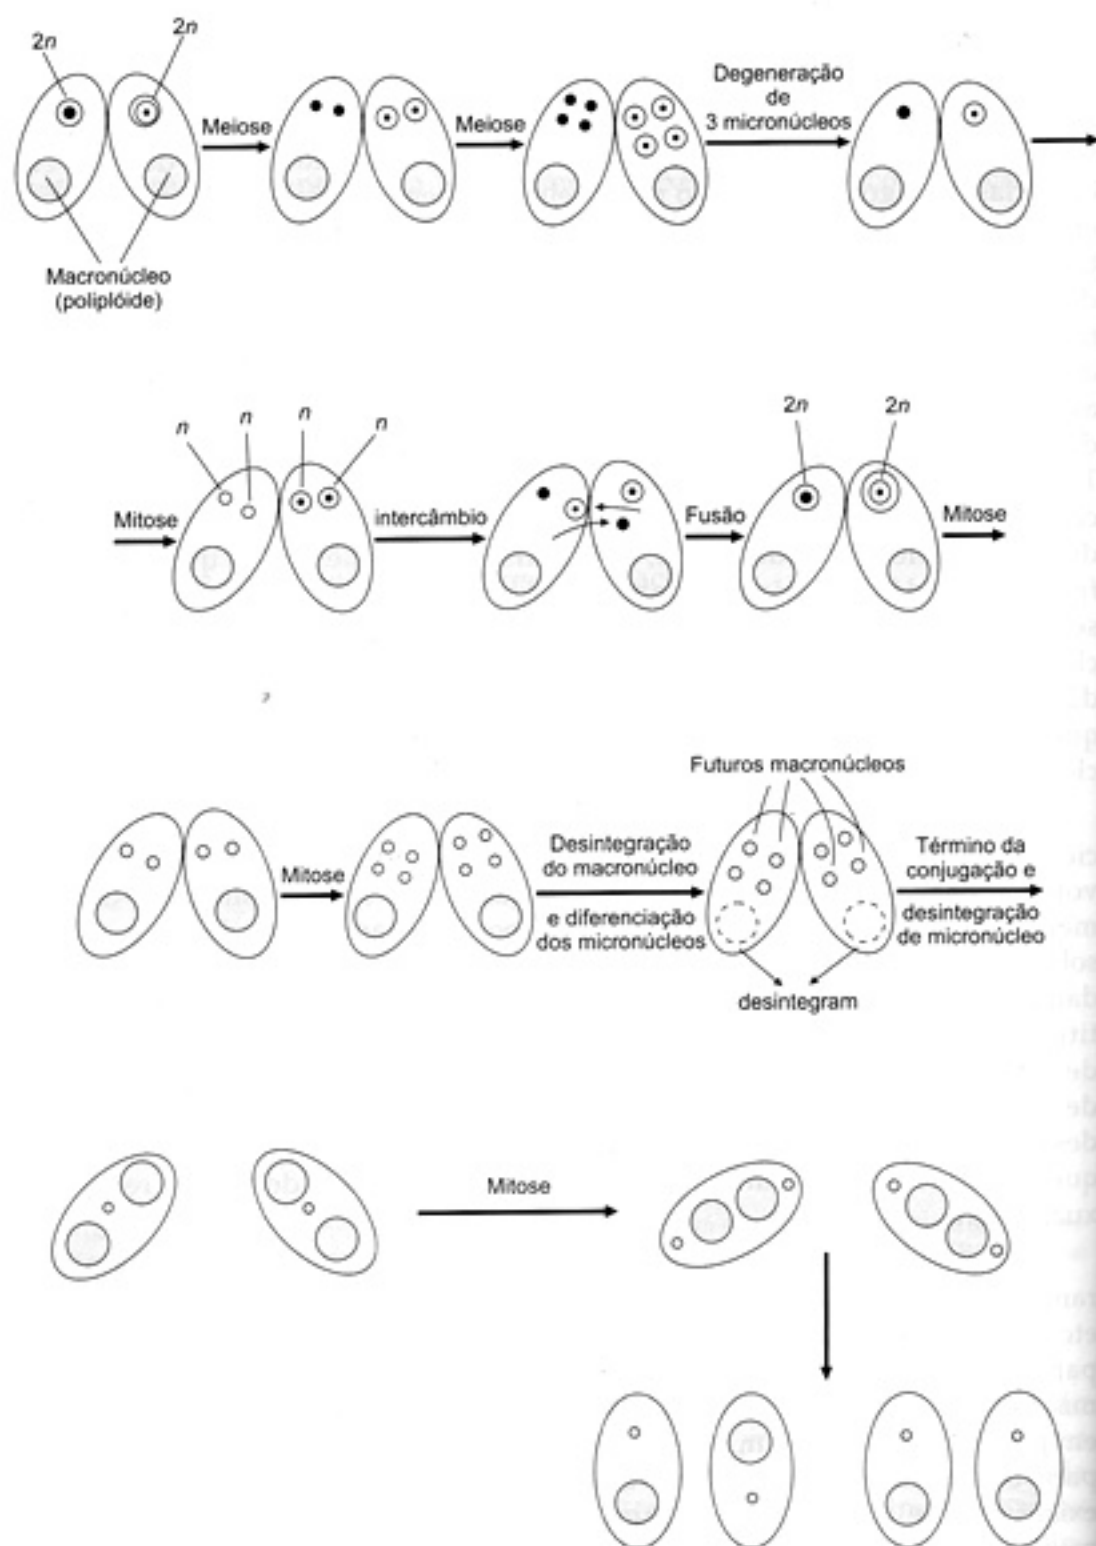 2n
2n
Meiose
Meiose
Degeneração
de
3 micronúcleos
Macronúcleo
(poliplóide)
n
n
n
n
2n
2n
Mitose
intercâmbio
Fusão
Mitose
Futuros macronúcleos
Mitose
Desintegração
do macronúcleo
e diferenciação
dos micronúcleos
Término da
conjugação e
desintegração
de micronúcleo
desintegram
Mitose